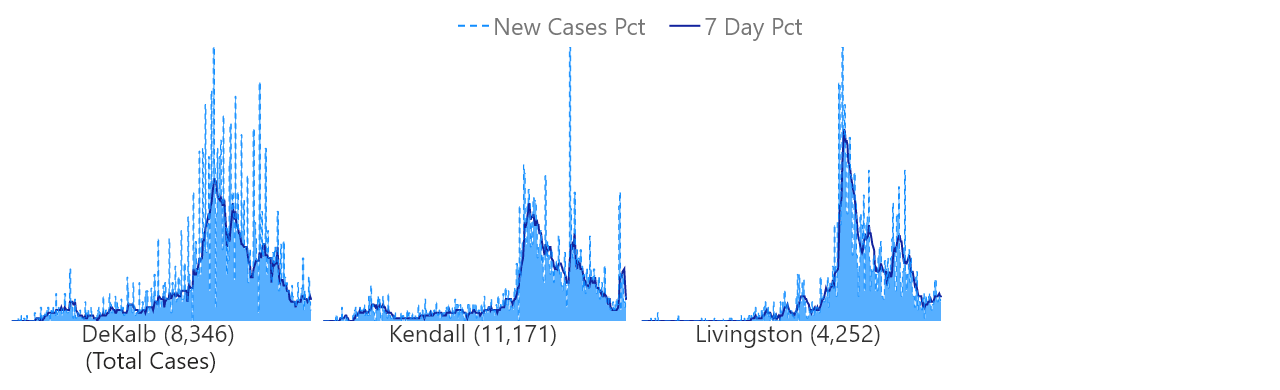 New Cases Pct 7 Day Pct
DeKalb (8,346) Kendall (11,171) Livingston (4,252)
(Total Cases)